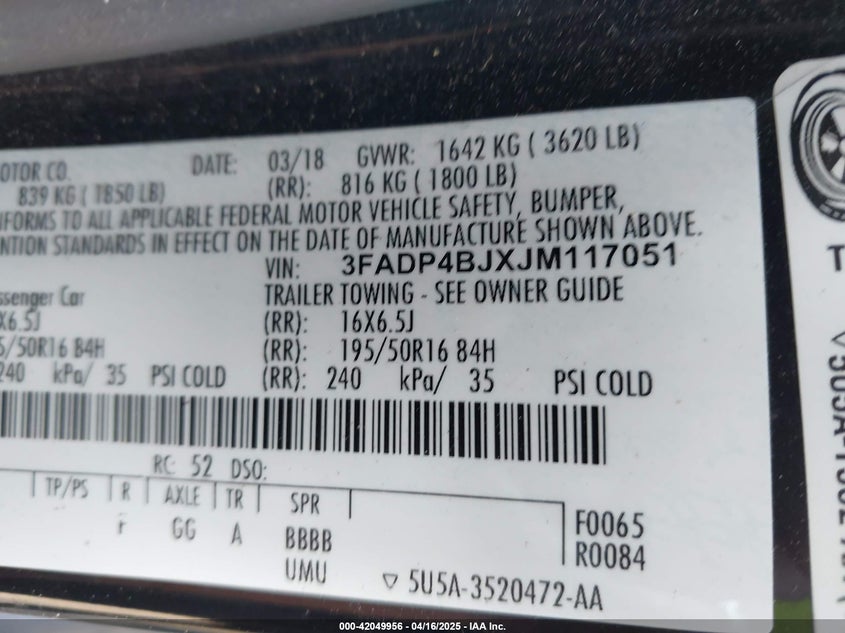 OTOR CO. DATE: 03/18 GVWR: 1642 KG ( 3620 LB)
839 KG ( 1850 LB) (RR): 816 KG ( 1800 LB)
NFORMS TO ALL APPLICABLE FEDERAL MOTOR VEHICLE SAFETY, BUMPER,
NTION STANDARDS IN EFFECT ON THE DATE OF MANUFACTURE SHOWN ABOVE.
VIN: 3FADP4BJXJM117051
ssenger Car TRAILER TOWING - SEE OWNER GUIDE
X6.5J (RR): 16X6.5J
5/50R16 84H (RR): 195/50R16 84H
240 kPa/ 35 PSI COLD (RR): 240 kPa/ 35 PSI COLD
RC: 52 DSO:
TP/PS R AXLE TR SPR
GG A BBBB F0065
UMU R0084
5U5A-3520472-AA
T
000-42049956 - 04/16/2025 - IAA Inc.